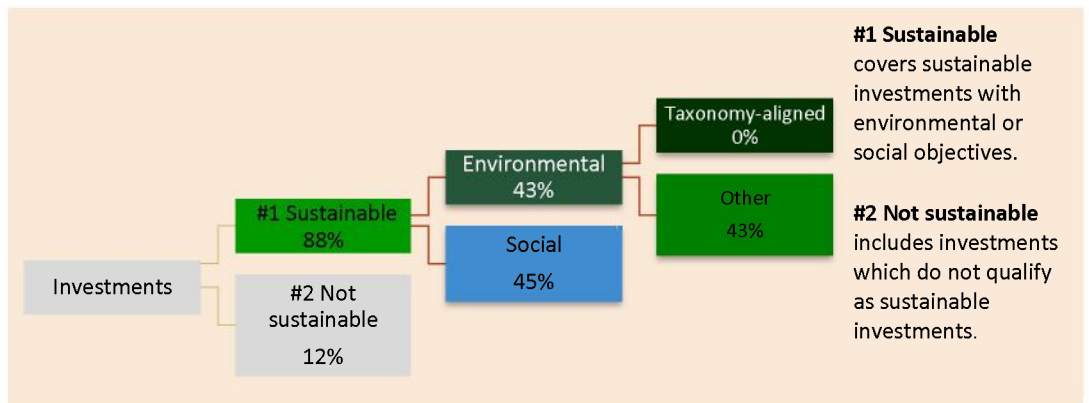 Investments
#1 Sustainable
88%
#2 Not
sustainable
12%
Environmental
43%
Social
45%
Taxonomy-aligned
0%
Other
43%
#1 Sustainable
covers sustainable
investments with
environmental or
social objectives.
#2 Not sustainable
includes investments
which do not qualify
as sustainable
investments.